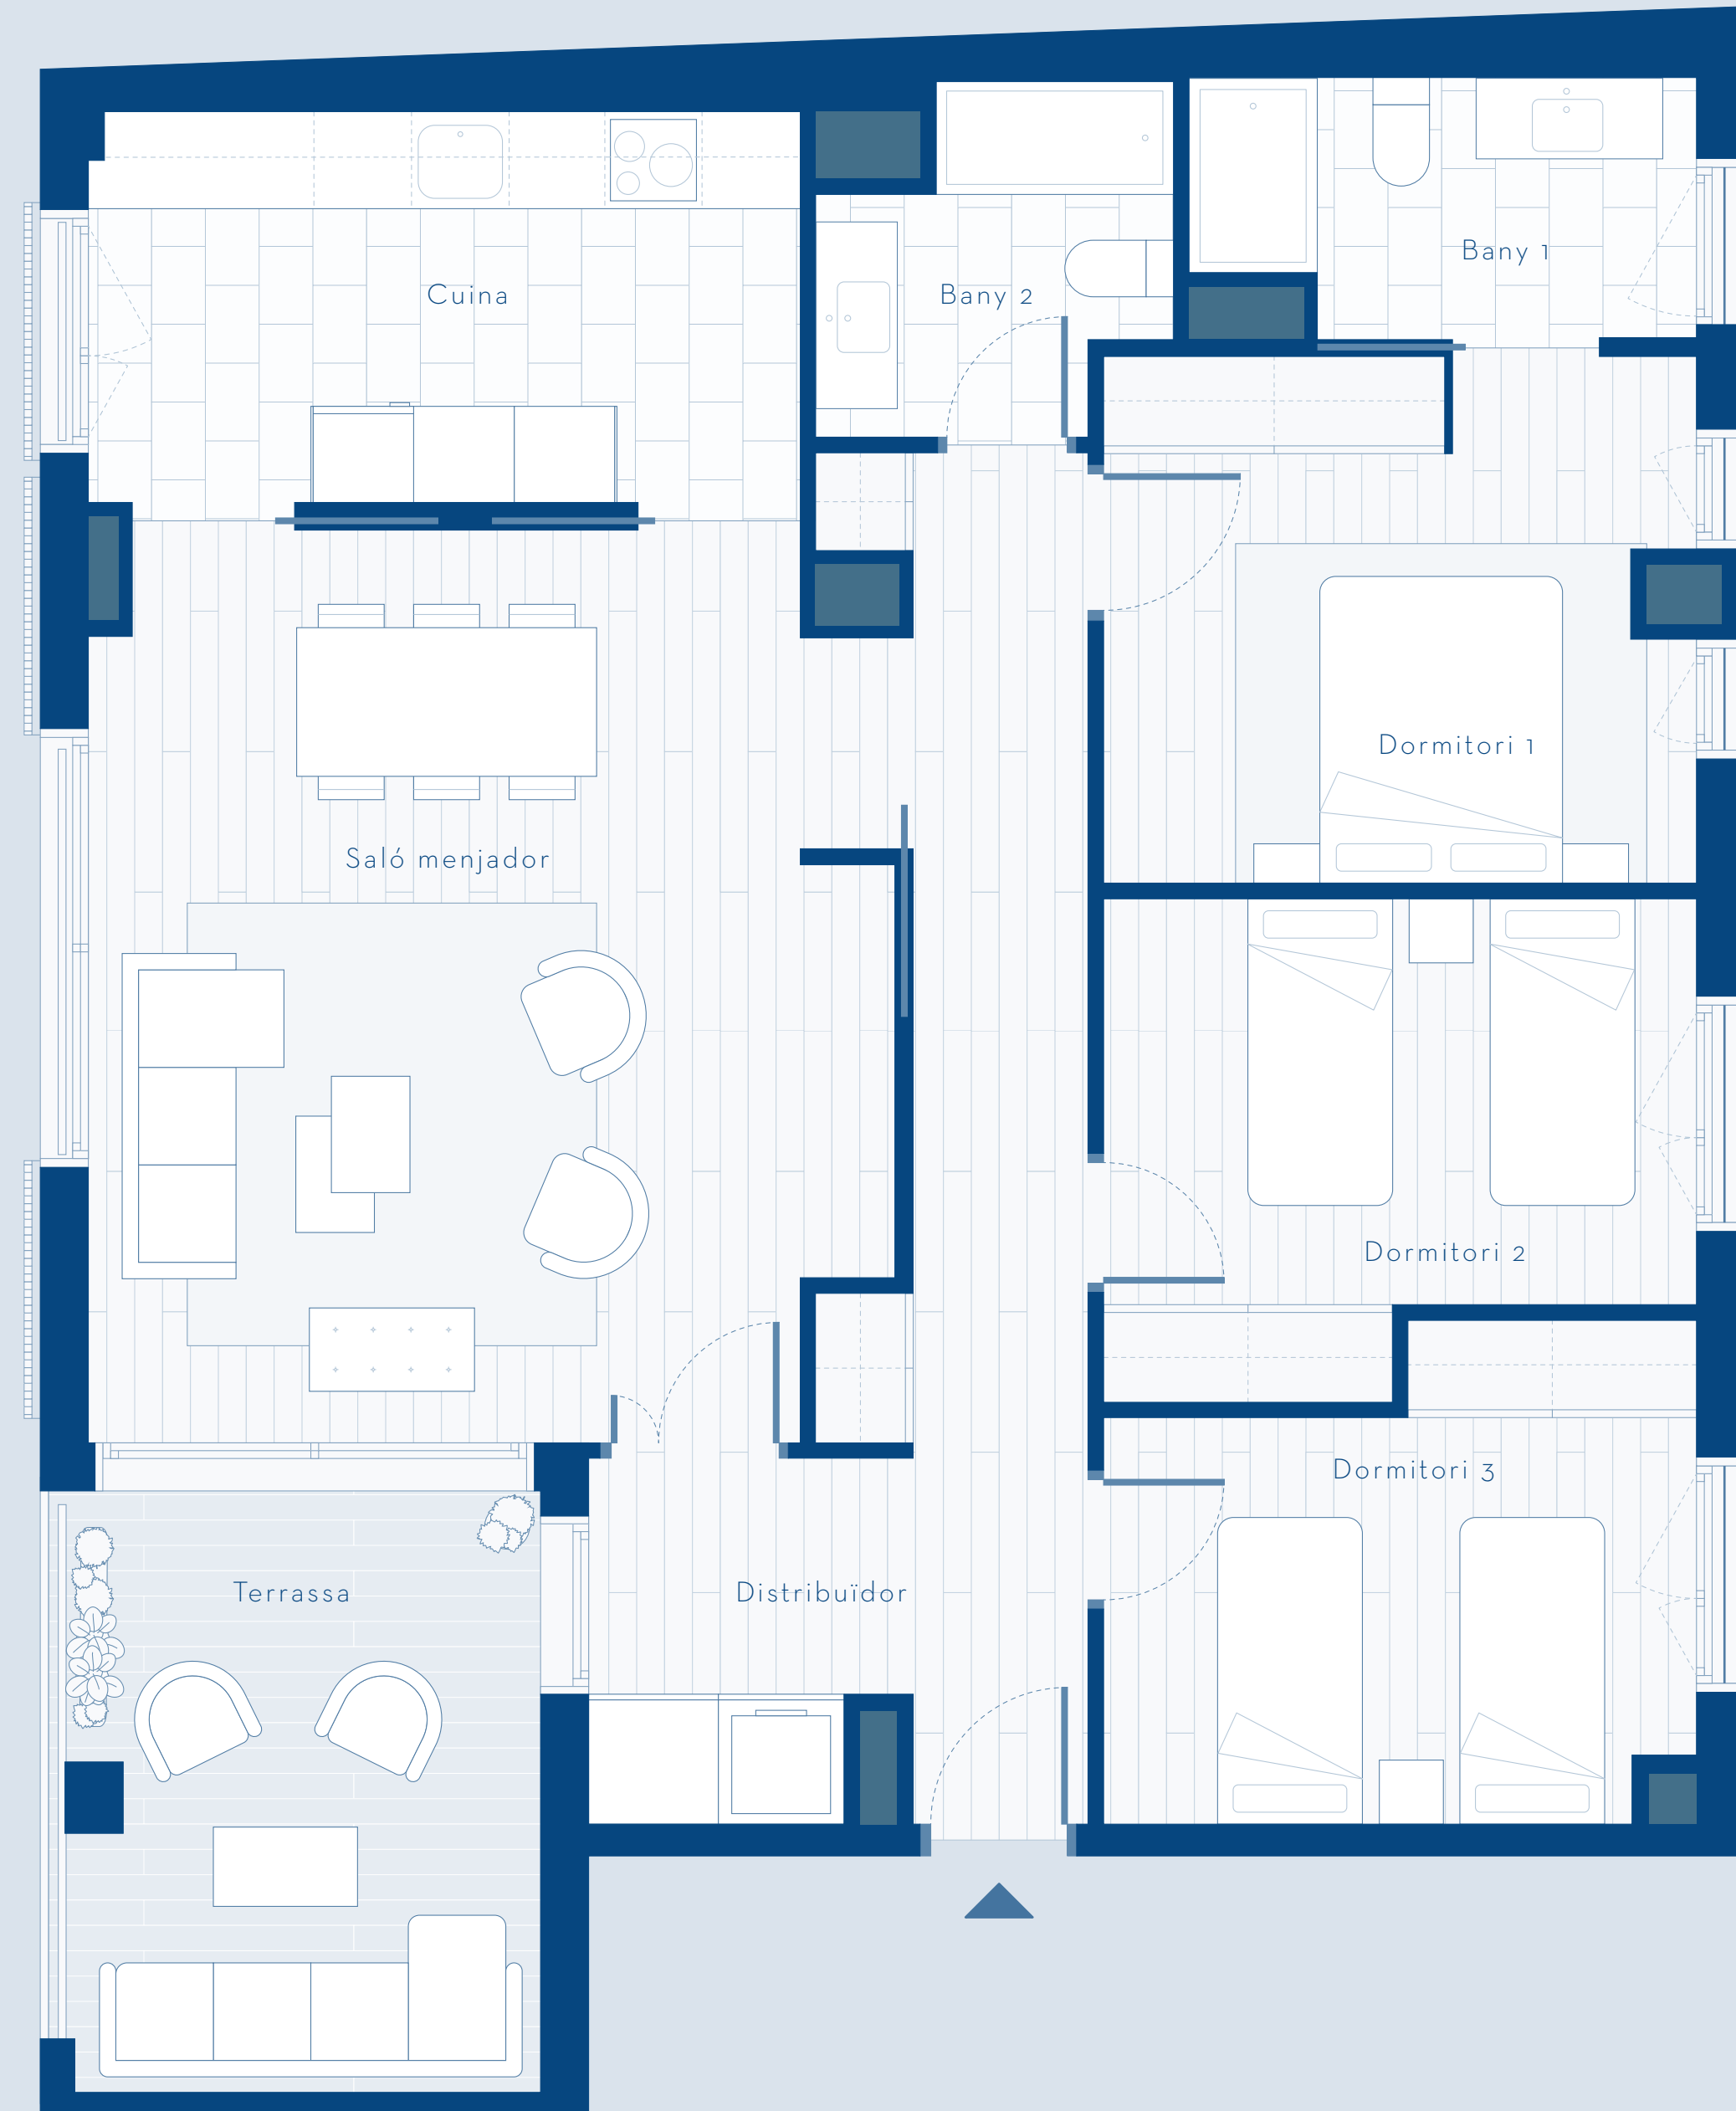 Bany 1
Cuina
Bany 2
Dormitori 1
Saló menjador
Dormitori 2
Dormitori 3
Terrassa
Distribuïdor